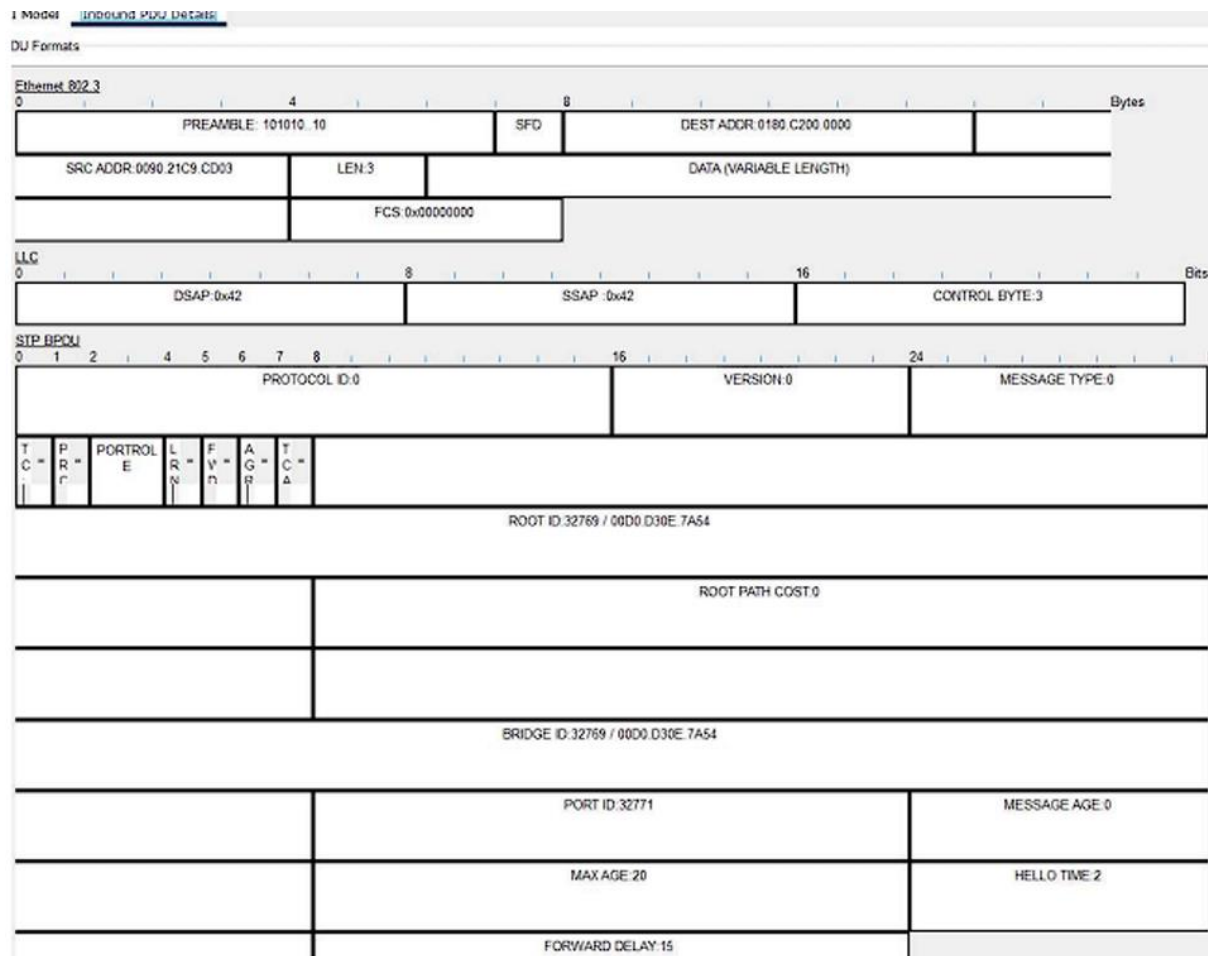 Model Inbound PDU Details
DU Formats
Ethernet 802.3
0 4 8 Bytes
PREAMBLE: 101010..10 SFD DEST ADDR:0180.C200.0000
SRC ADDR:0090.21C9.CD03 LEN:3 DATA (VARIABLE LENGTH)
FCS:0x00000000
LLC
0 8 16 Bits
DSAP:0x42 SSAP :0x42 CONTROL BYTE:3
STP BPDU
0 1 2 4 5 6 7 8 16 24
PROTOCOL ID:0 VERSION:0 MESSAGE TYPE:0
T P PORTROL L F A T
C R E R W G C
ROOT ID:32769 / 00D0.D30E.7A54
ROOT PATH COST:0
BRIDGE ID:32769 / 00D0.D30E.7A54
PORT ID:32771 MESSAGE AGE:0
MAX AGE:20 HELLO TIME:2
FORWARD DELAY:15